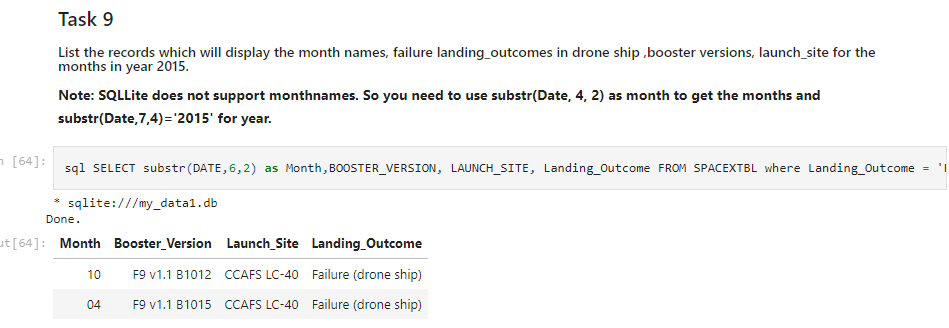 Task 9
List the records which will display the month names, failure landing_outcomes in drone ship ,booster versions, launch_site for the
months in year 2015.
Note: SQLLite does not support monthnames. So you need to use substr(Date, 4, 2) as month to get the months and
substr(Date,7,4)='2015' for year.
[64]: sql SELECT substr(DATE,6,2) as Month,BOOSTER_VERSION, LAUNCH_SITE, Landing_Outcome FROM SPACEXTBL where Landing_Outcome = '
* sqlite:///my_data1.db
Done.
ut[64]: Month Booster_Version Launch_Site Landing_Outcome
10 F9 v1.1 B1012 CCAFS LC-40 Failure (drone ship)
04 F9 v1.1 B1015 CCAFS LC-40 Failure (drone ship)